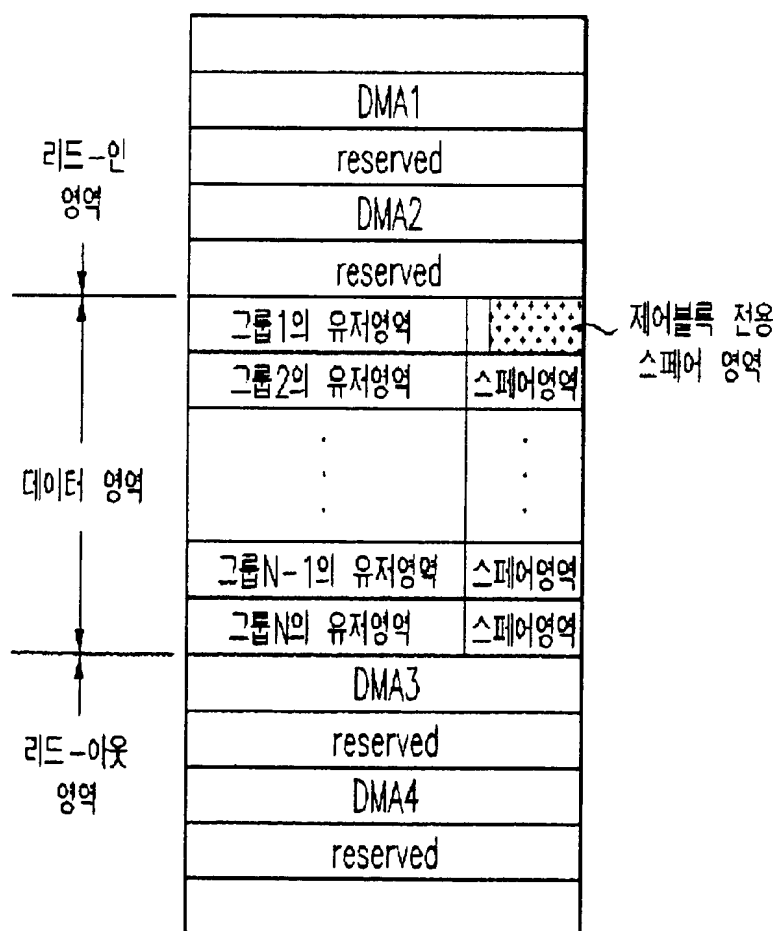 DMA1
리드-인
영역
reserved
DMA2
reserved
그룹1의 유저영역
제어블록 전용
스페어 영역
그룹2의 유저영역 스페어영역
데이터 영역
그룹N-1의 유저영역 스페어영역
그룹N의 유저영역 스페어영역
DMA3
리드-아웃
영역
reserved
DMA4
reserved